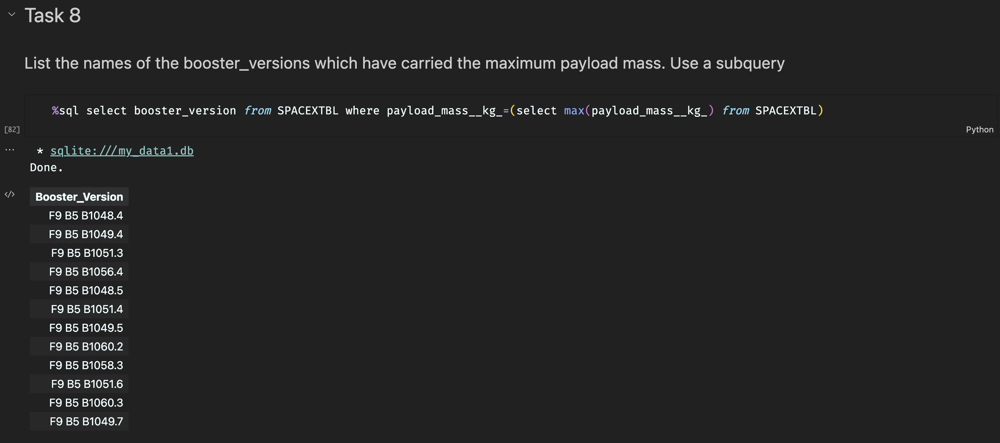 Task 8
List the names of the booster_versions which have carried the maximum payload mass. Use a subquery
%sql select booster_version from SPACEXTBL where payload_mass__kg_=(select max(payload_mass__kg_) from SPACEXTBL)
[82]
Python
* sqlite:///my_data1.db
Done.
Booster_Version
F9 B5 B1048.4
F9 B5 B1049.4
F9 B5 B1051.3
F9 B5 B1056.4
F9 B5 B1048.5
F9 B5 B1051.4
F9 B5 B1049.5
F9 B5 B1060.2
F9 B5 B1058.3
F9 B5 B1051.6
F9 B5 B1060.3
F9 B5 B1049.7